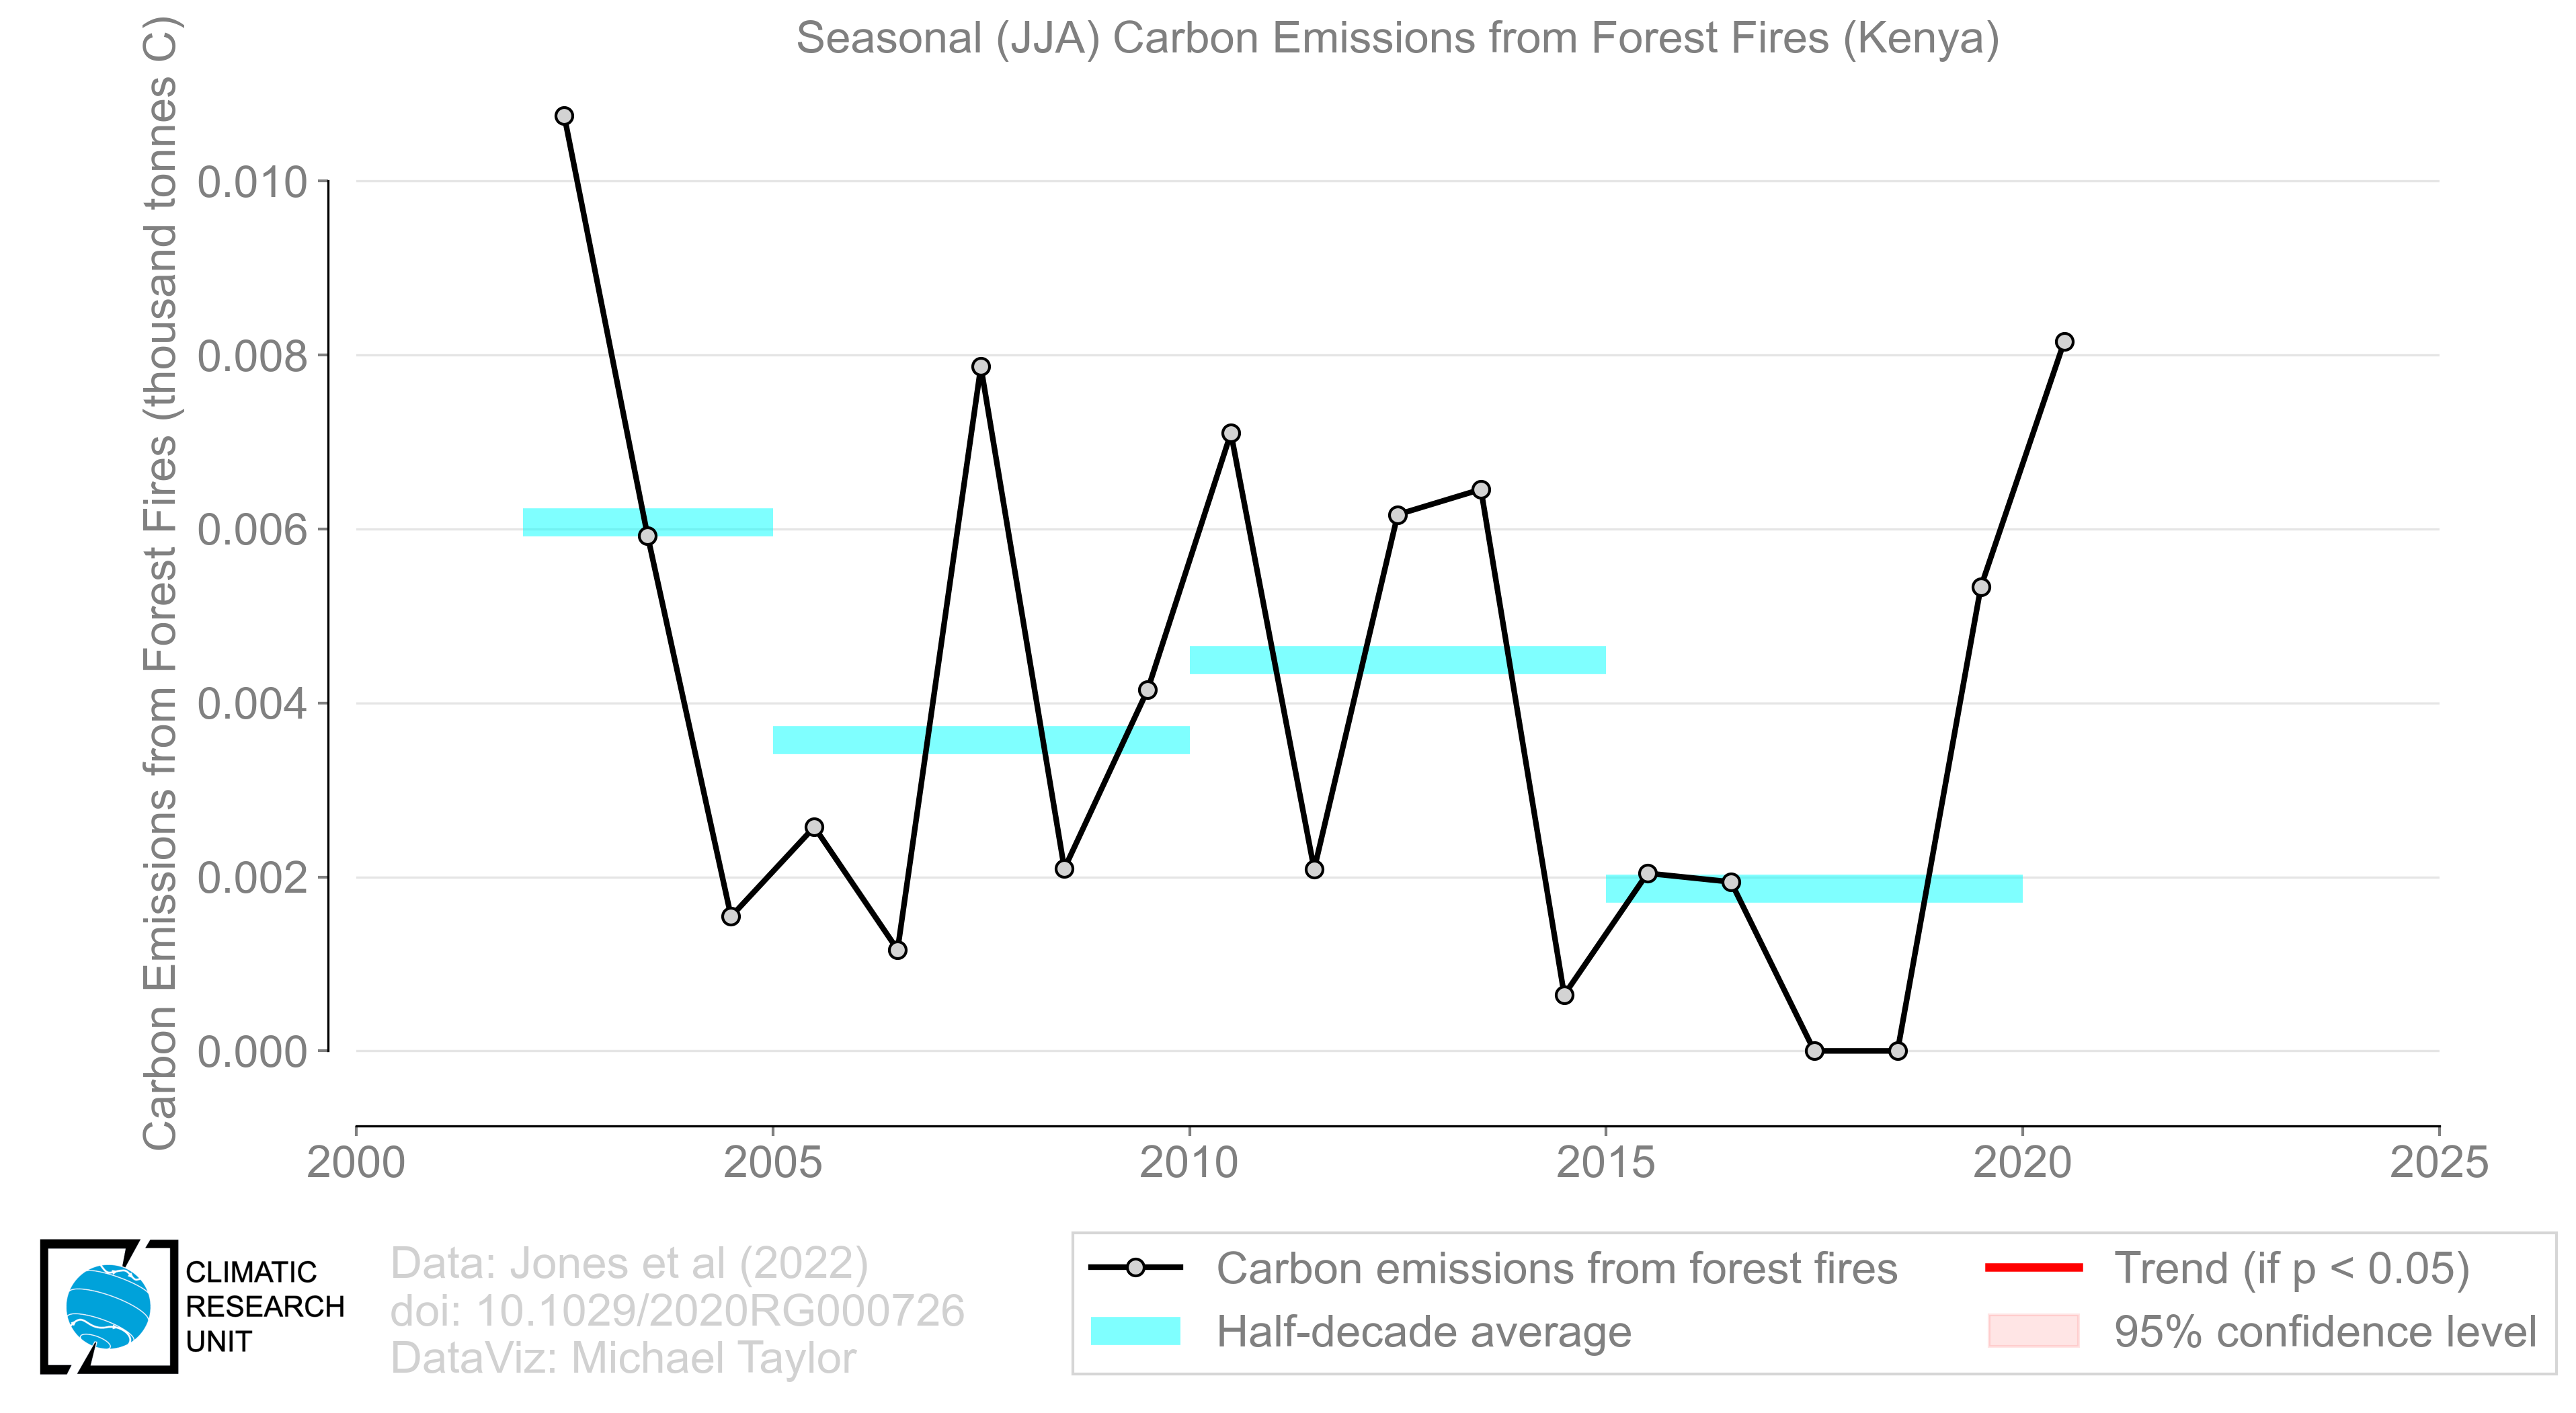 Seasonal (JJA) Carbon Emissions from Forest Fires (Kenya)
Carbon Emissions from Forest Fires (thousand tonnes C)
0.010
0.008
0.006
0.004
0.002
0.000
2000 2005 2010 2015 2020 2025
CLIMATIC
RESEARCH
UNIT
Data: Jones et al (2022)
doi: 10.1029/2020RG000726
DataViz: Michael Taylor
Carbon emissions from forest fires
Half-decade average
Trend (if p < 0.05)
95% confidence level